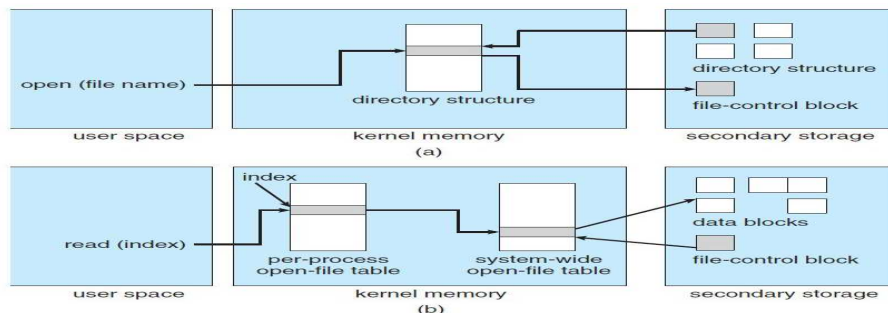 open (file name)
directory structure
directory structure
file-control block
user space
kernel memory
secondary storage
(a)
index
read (index)
per-process
open-file table
system-wide
open-file table
data blocks
file-control block
user space
kernel memory
secondary storage
(b)